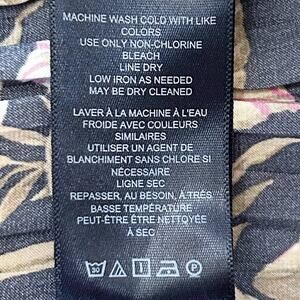 MACHINE WASH COLD WITH LIKE
COLORS
USE ONLY NON-CHLORINE
BLEACH
LINE DRY
LOW IRON AS NEEDED
MAY BE DRY CLEANED
LAVER À LA MACHINE À L'EAU
FROIDE AVEC COULEURS
SIMILAIRES
UTILISER UN AGENT DE
BLANCHIMENT SANS CHLORE SI
NÉCESSAIRE
LIGNE SEC
REPASSER, AU BESOIN, À TRÈS
BASSE TEMPÉRATURE
PEUT-ÊTRE ÊTRE NETTOYÉE
À SEC
30 P